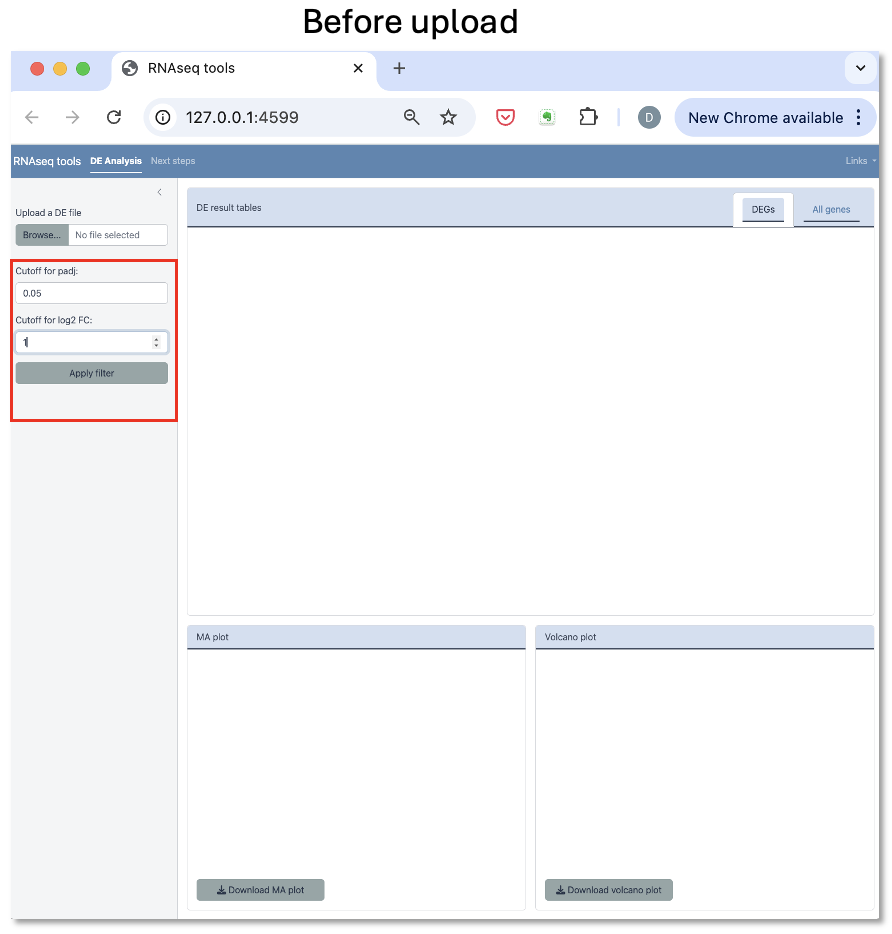 Before upload
RNAseq tools
127.0.0.1:4599
D
New Chrome available
RNAseq tools DE Analysis Next steps Links
Upload a DE file
Browse... No file selected
Cutoff for padj:
0.05
Cutoff for log2 FC:
1
Apply filter
DE result tables DEGs All genes
MA plot Volcano plot
Download MA plot Download volcano plot